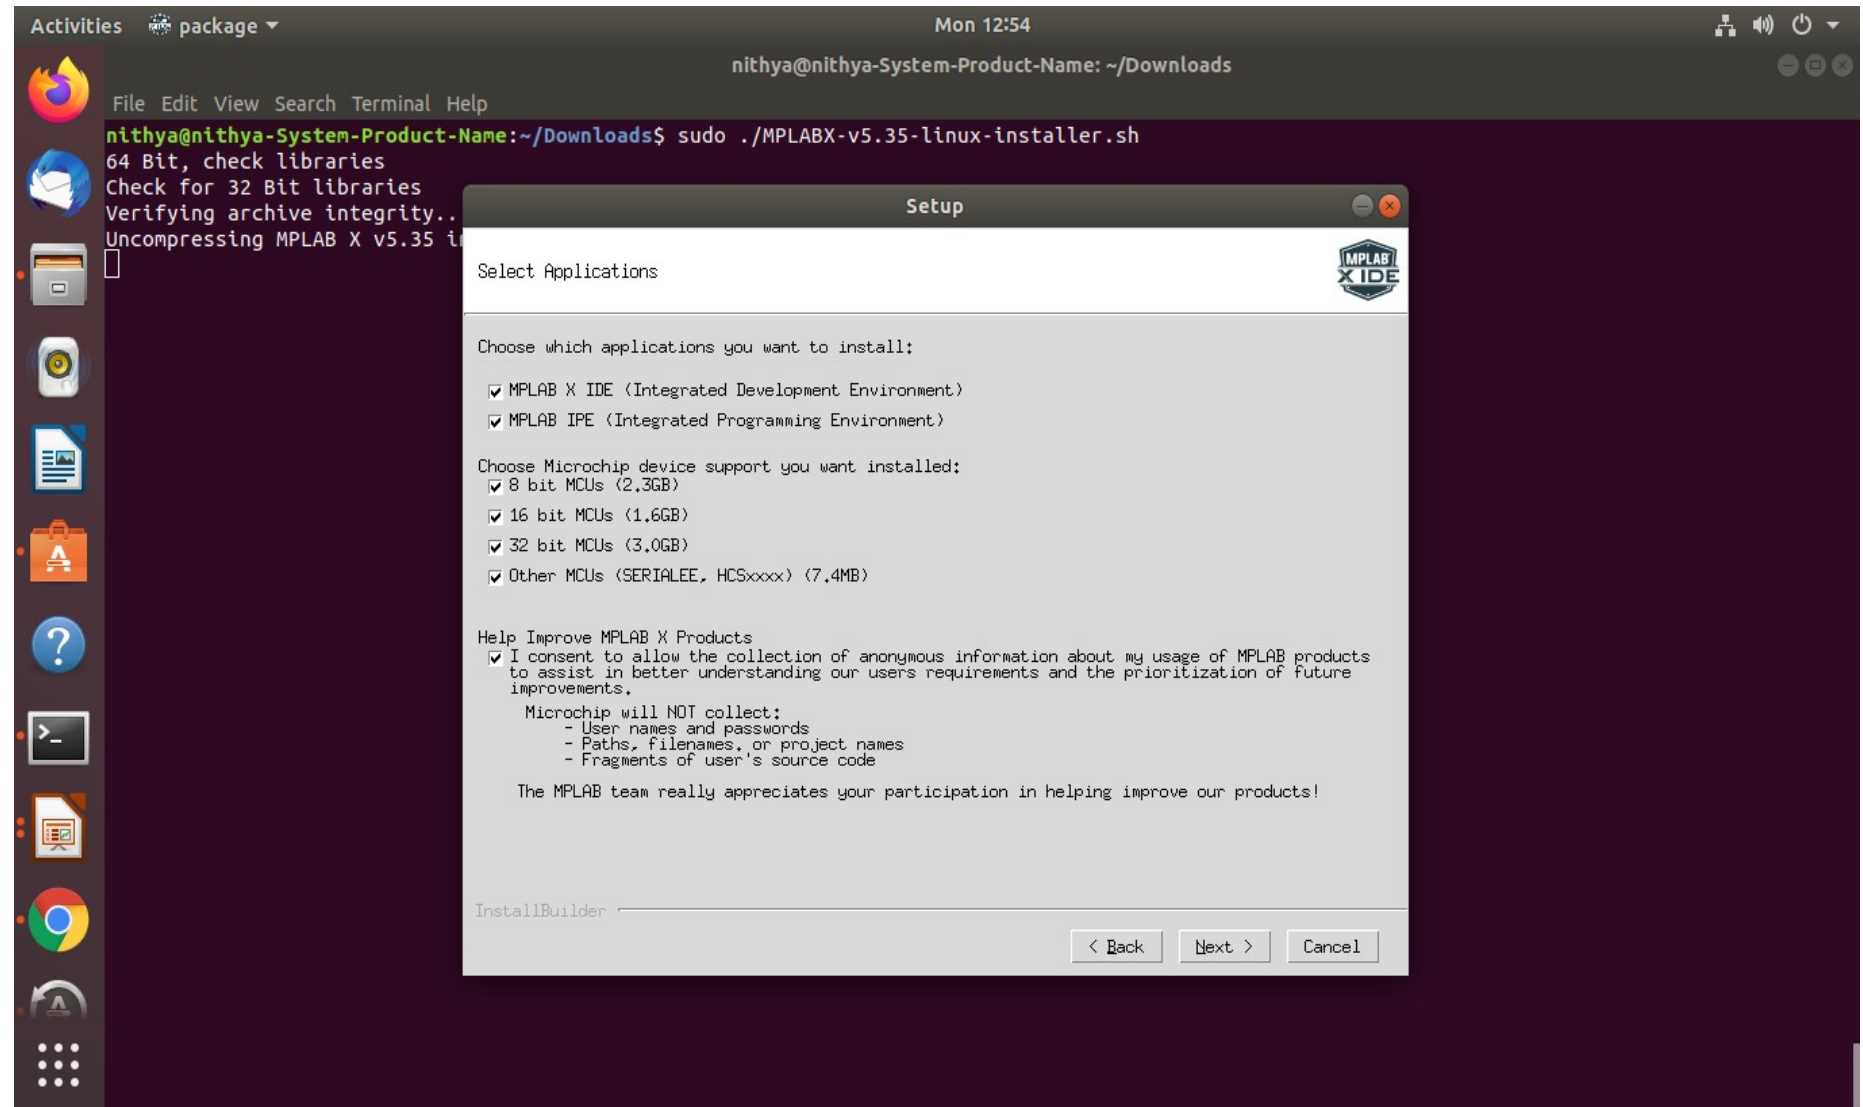 Activities package Mon 12:54
nithya@nithya-System-Product-Name: ~/Downloads
File Edit View Search Terminal Help
nithya@nithya-System-Product-Name:~/Downloads$ sudo ./MPLABX-v5.35-linux-installer.sh
64 Bit, check libraries
Check for 32 Bit libraries
Verifying archive integrity..
Uncompressing MPLAB X v5.35 i
Setup
Select Applications
MPLAB
X IDE
Choose which applications you want to install:
MPLAB X IDE (Integrated Development Environment)
MPLAB IPE (Integrated Programming Environment)
Choose Microchip device support you want installed:
8 bit MCUs (2.3GB)
16 bit MCUs (1.6GB)
32 bit MCUs (3.0GB)
Other MCUs (SERIALEE, HCSxxxx) (7.4MB)
Help Improve MPLAB X Products
I consent to allow the collection of anonymous information about my usage of MPLAB products
to assist in better understanding our users requirements and the prioritization of future
improvements.
Microchip will NOT collect:
- User names and passwords
- Paths, filenames, or project names
- Fragments of user's source code
The MPLAB team really appreciates your participation in helping improve our products!
InstallBuilder
< Back Next > Cancel